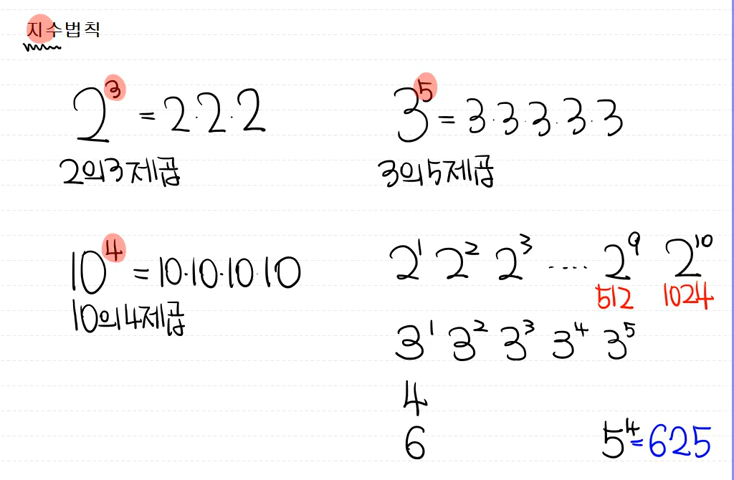 지수법칙
2³ = 2·2·2
2의3제곱
3⁵ = 3·3·3·3·3
3의5제곱
10⁴ = 10·10·10·10
10의4제곱
2¹ 2² 2³ ···· 2⁹ 2¹⁰
512 1024
3¹ 3² 3³ 3⁴ 3⁵
4
6
5⁴=625